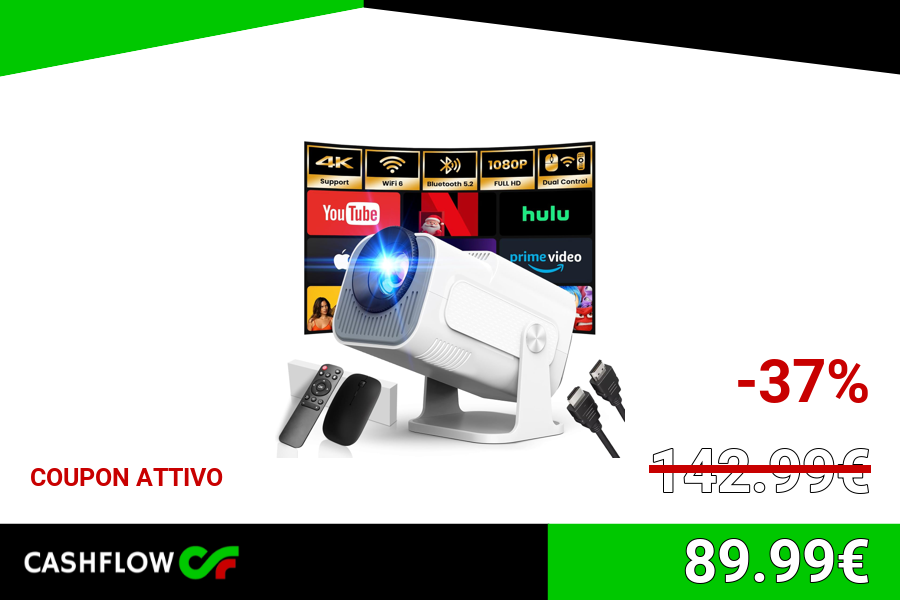 4K
Support
WiFi 6
Bluetooth 5.2
1080P
FULL HD
Dual Control
YouTube
hulu
prime video
-37%
142.99€
COUPON ATTIVO
CASHFLOW
89.99€